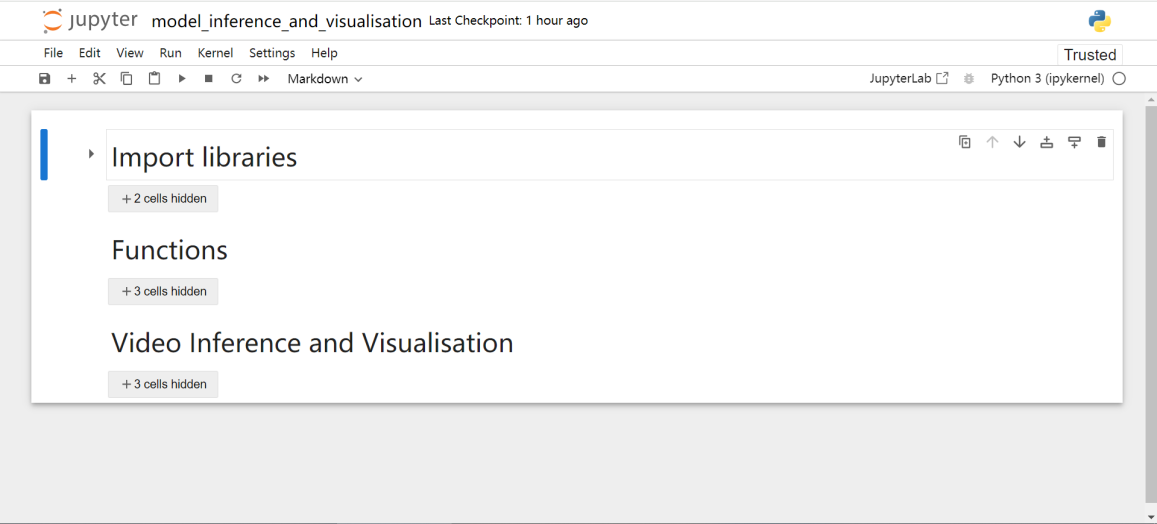 jupyter model_inference_and_visualisation Last Checkpoint: 1 hour ago
File Edit View Run Kernel Settings Help Trusted
Markdown JupyterLab Python 3 (ipykernel)
Import libraries
+ 2 cells hidden
Functions
+ 3 cells hidden
Video Inference and Visualisation
+ 3 cells hidden